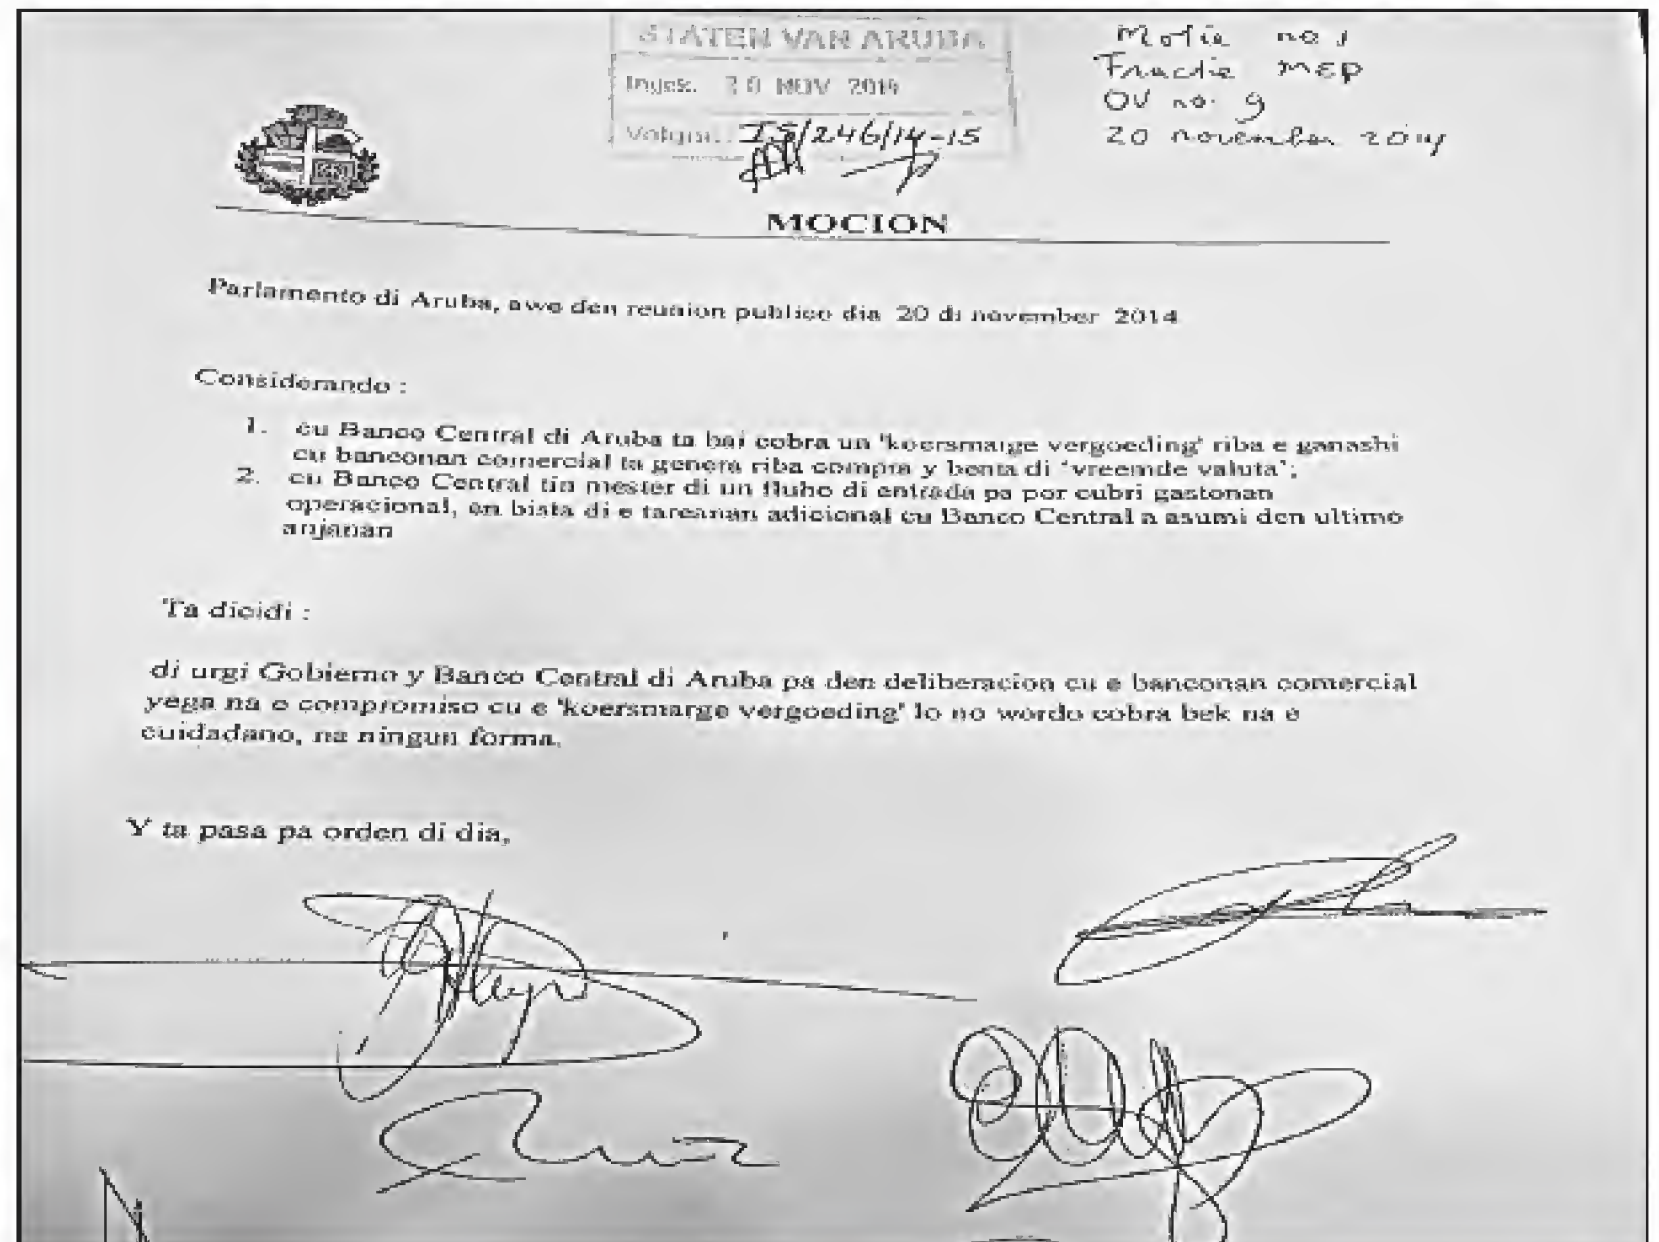 STATEN VAN ARUBA
Ingek. 20 NOV 2014
Volgnr. IS/246/14-15
Motie no 1
Fractie MEP
OV no. 9
20 november 2014
MOCION
Parlamento di Aruba, awe den reunion publico dia 20 di november 2014
Considerando :
1. cu Banco Central di Aruba ta bai cobra un 'koersmarge vergoeding' riba e ganashi
cu banconan comercial ta genera riba compra y benta di 'vreemde valuta';
2. cu Banco Central tin mester di un fluho di entrada pa por cubri gastonan
operacional, en bista di e tareanan adicional cu Banco Central a asumi den ultimo
anjanan
Ta dicidi :
di urgi Gobierno y Banco Central di Aruba pa den deliberacion cu e banconan comercial
yega na e compromiso cu e 'koersmarge vergoeding' lo no wordo cobra bek na e
cuidadano, na ningun forma.
Y ta pasa pa orden di dia,